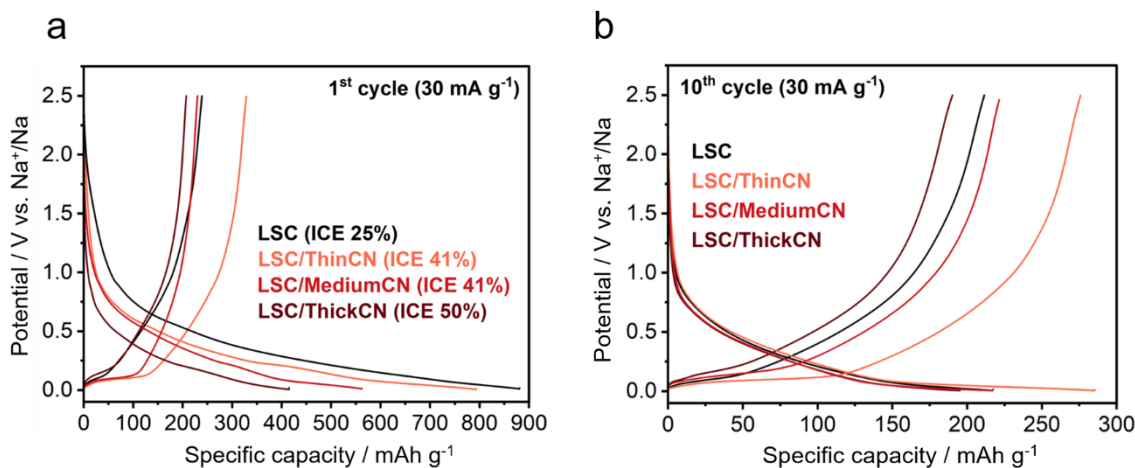 a
1st cycle (30 mA g-1)
Potential / V vs. Na+/Na
2.5
2.0
1.5
1.0
0.5
0.0
LSC (ICE 25%)
LSC/ThinCN (ICE 41%)
LSC/MediumCN (ICE 41%)
LSC/ThickCN (ICE 50%)
0 100 200 300 400 500 600 700 800 900
Specific capacity / mAh g-1
b
10th cycle (30 mA g-1)
Potential / V vs. Na+/Na
2.5
2.0
1.5
1.0
0.5
0.0
LSC
LSC/ThinCN
LSC/MediumCN
LSC/ThickCN
0 50 100 150 200 250 300
Specific capacity / mAh g-1